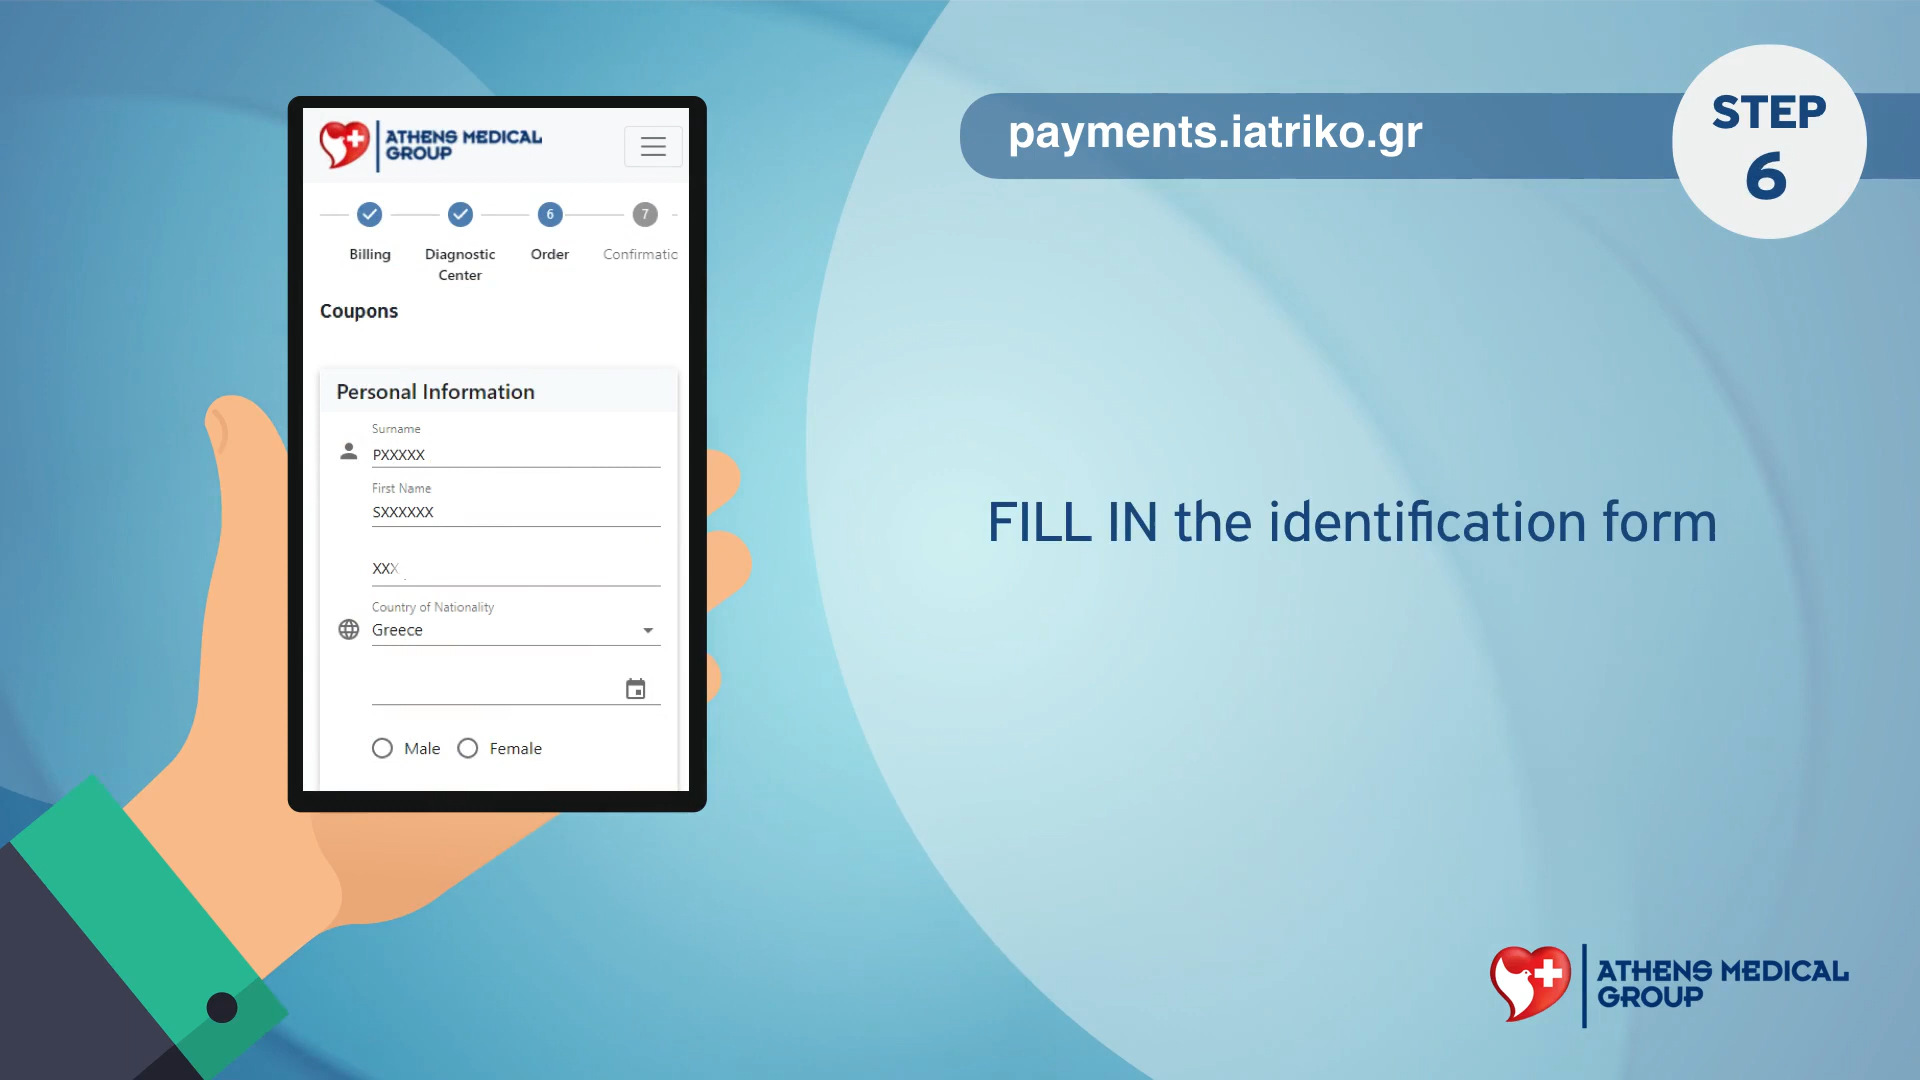 ATHENS MEDICAL
GROUP
6
7
Billing
Diagnostic
Center
Order
Confirmatio
Coupons
Personal Information
Surname
PXXXXX
First Name
SXXXXXX
XXX
Country of Nationality
Greece
Male
Female
payments.iatriko.gr
STEP
6
FILL IN the identification form
ATHENS MEDICAL
GROUP